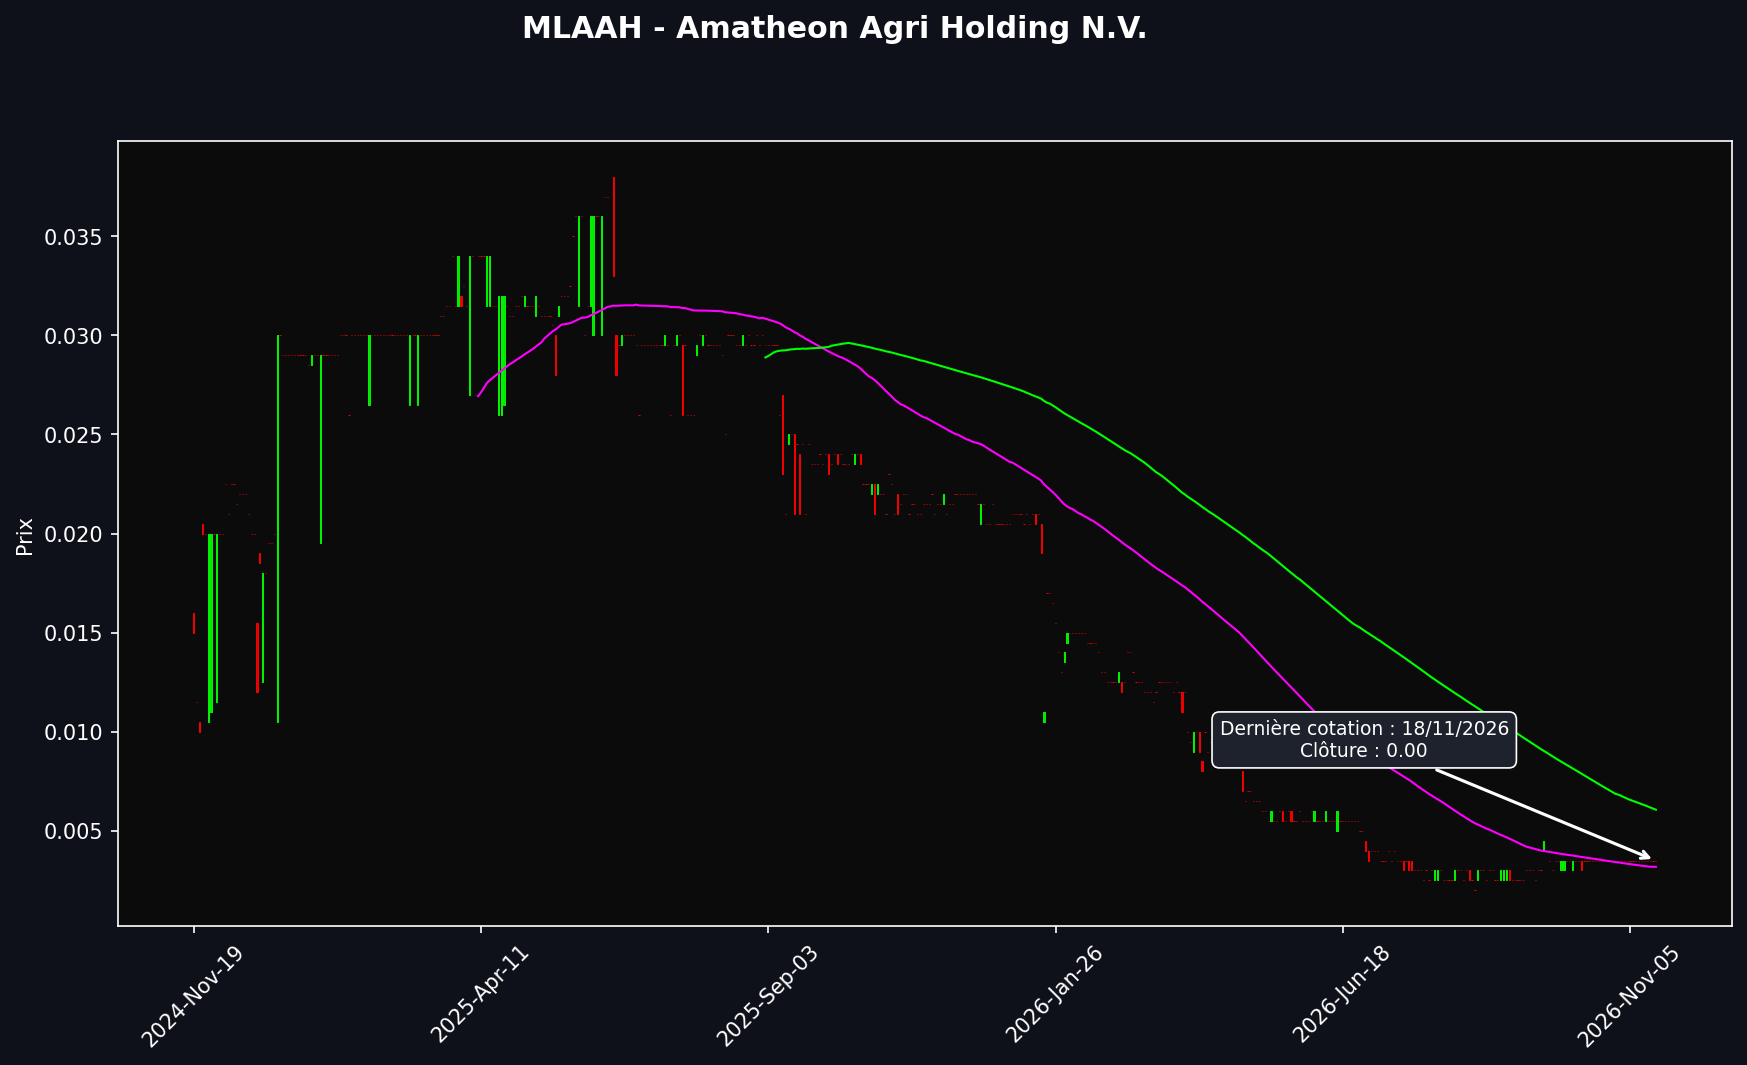 MLAAH - Amatheon Agri Holding N.V.
Prix
0.035
0.030
0.025
0.020
0.015
0.010
0.005
Dernière cotation : 18/11/2026
Clôture : 0.00
2024-Nov-19
2025-Apr-11
2025-Sep-03
2026-Jan-26
2026-Jun-18
2026-Nov-05